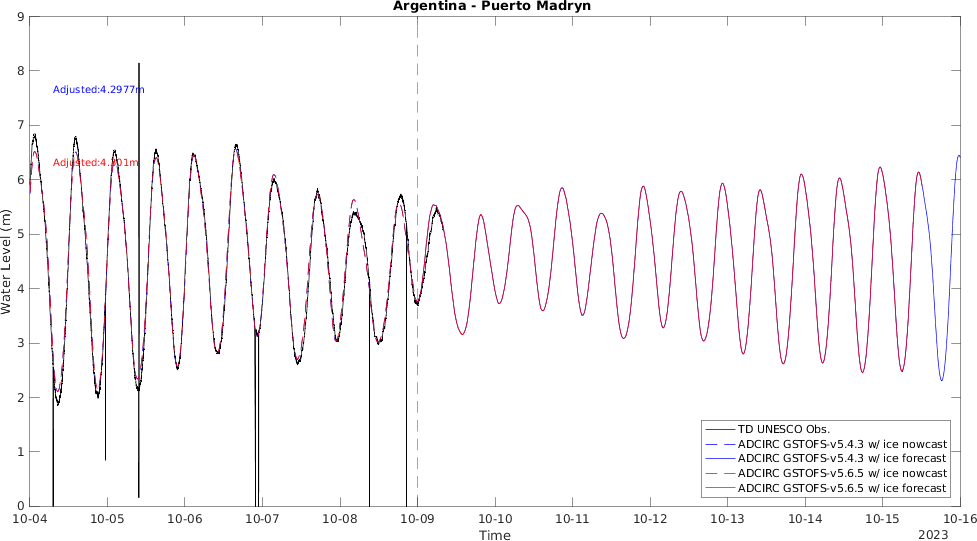 Argentina - Puerto Madryn
9
8
7
6
5
4
3
2
1
0
Water Level (m)
Adjusted:4.2977m
Adjusted:4.301m
TD UNESCO Obs.
ADCIRC GSTOFS-v5.4.3 w/ ice nowcast
ADCIRC GSTOFS-v5.4.3 w/ ice forecast
ADCIRC GSTOFS-v5.6.5 w/ ice nowcast
ADCIRC GSTOFS-v5.6.5 w/ ice forecast
10-04 10-05 10-06 10-07 10-08 10-09 10-10 10-11 10-12 10-13 10-14 10-15 10-16
Time
2023